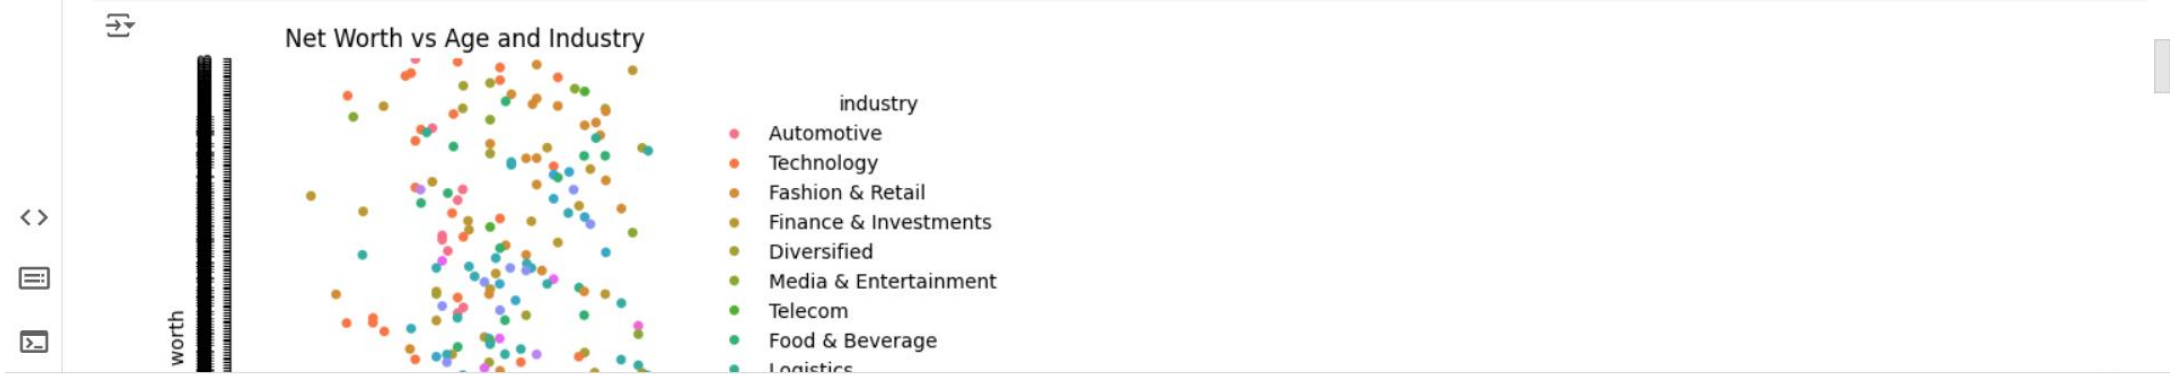 Net Worth vs Age and Industry
industry
Automotive
Technology
Fashion & Retail
Finance & Investments
Diversified
Media & Entertainment
Telecom
Food & Beverage
Logistics
worth